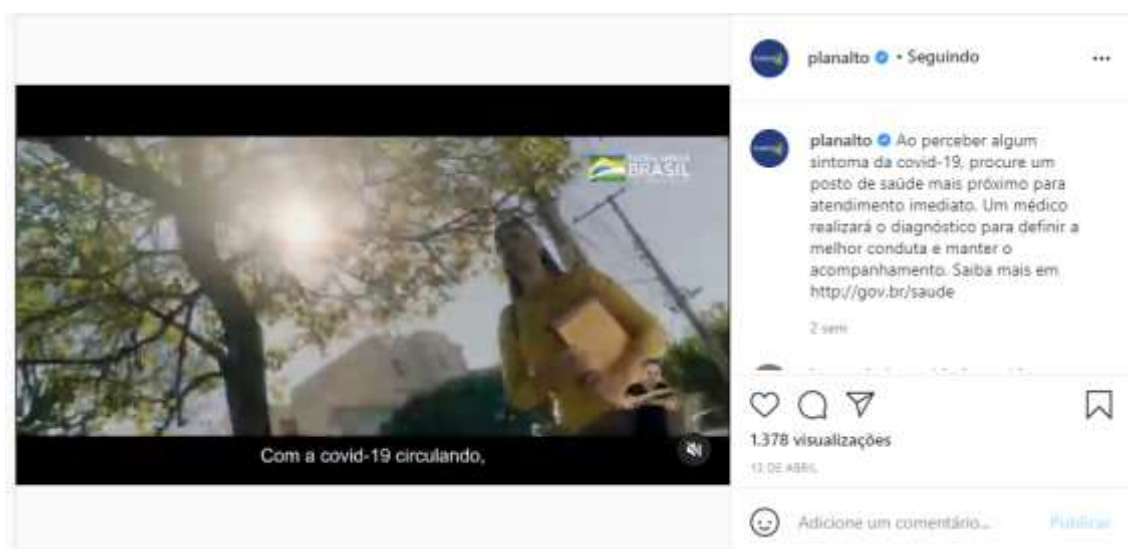 planalto • Seguindo
planalto Ao perceber algum
sintoma da covid-19, procure um
posto de saúde mais próximo para
atendimento imediato. Um médico
realizará o diagnóstico para definir a
melhor conduta e manter o
acompanhamento. Saiba mais em
http://gov.br/saude
2 sem
BRASIL
Com a covid-19 circulando,
1.378 visualizações
13 DE ABRIL
Adicione um comentário...
Publicar